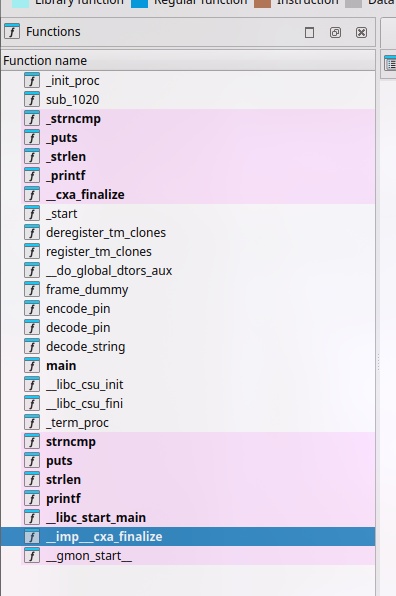 Library function Regular function Instruction Data
Functions
Function name
_init_proc
sub_1020
_strncmp
_puts
_strlen
_printf
__cxa_finalize
_start
deregister_tm_clones
register_tm_clones
__do_global_dtors_aux
frame_dummy
encode_pin
decode_pin
decode_string
main
__libc_csu_init
__libc_csu_fini
_term_proc
strncmp
puts
strlen
printf
__libc_start_main
__imp___cxa_finalize
__gmon_start__